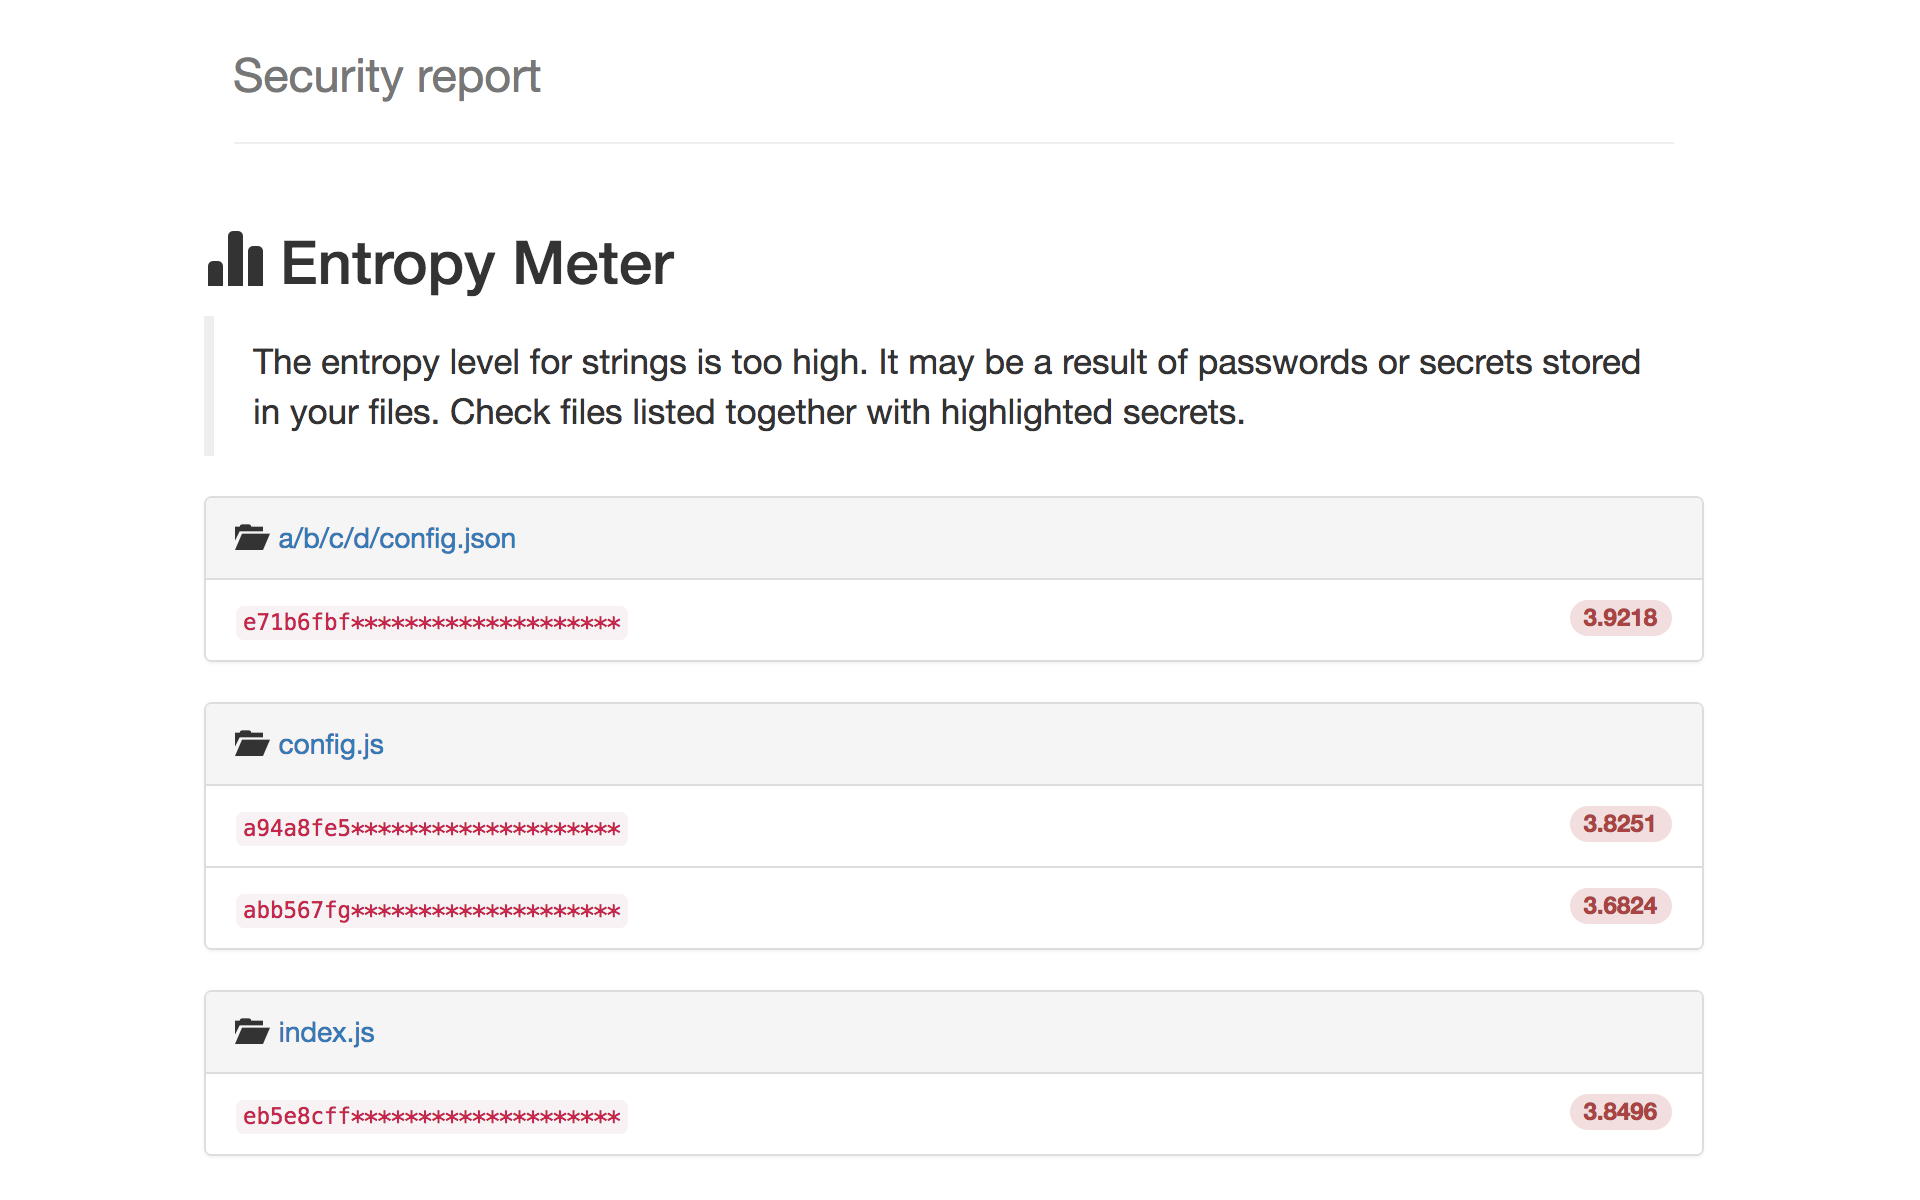 Security report
Entropy Meter
The entropy level for strings is too high. It may be a result of passwords or secrets stored
in your files. Check files listed together with highlighted secrets.
a/b/c/d/config.json
e71b6fbf********************
3.9218
config.js
a94a8fe5********************
3.8251
abb567fg********************
3.6824
index.js
eb5e8cff********************
3.8496